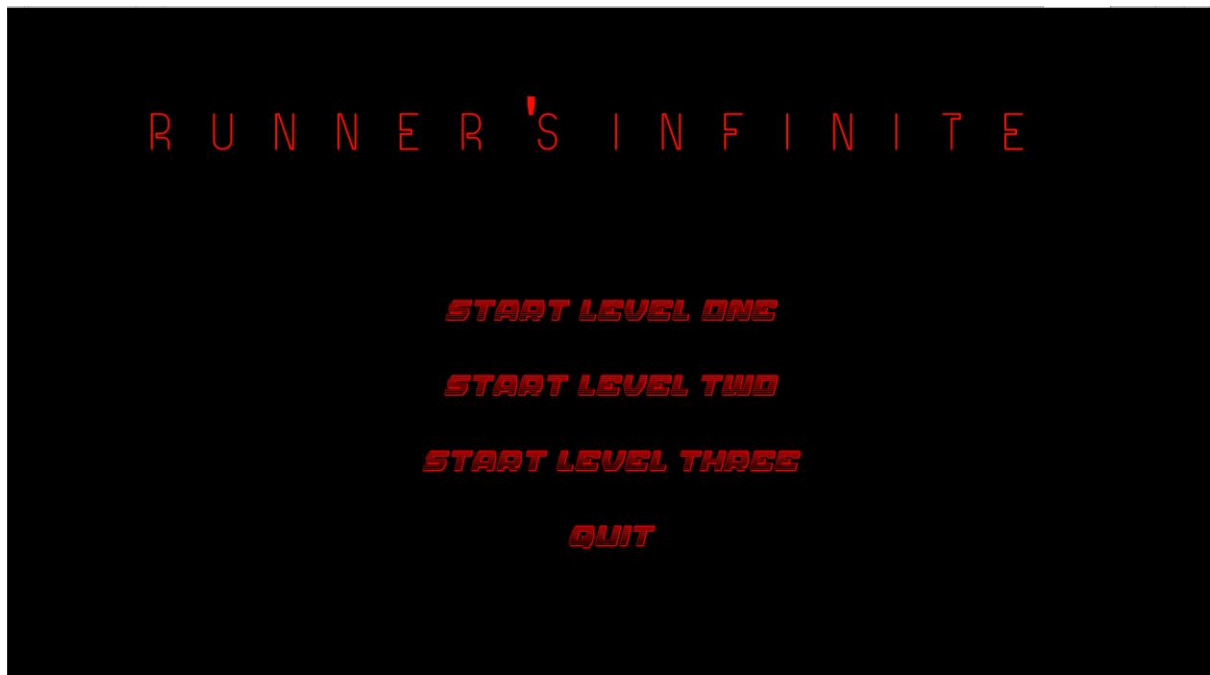 RUNNER'S INFINITE
START LEVEL ONE
START LEVEL TWO
START LEVEL THREE
QUIT